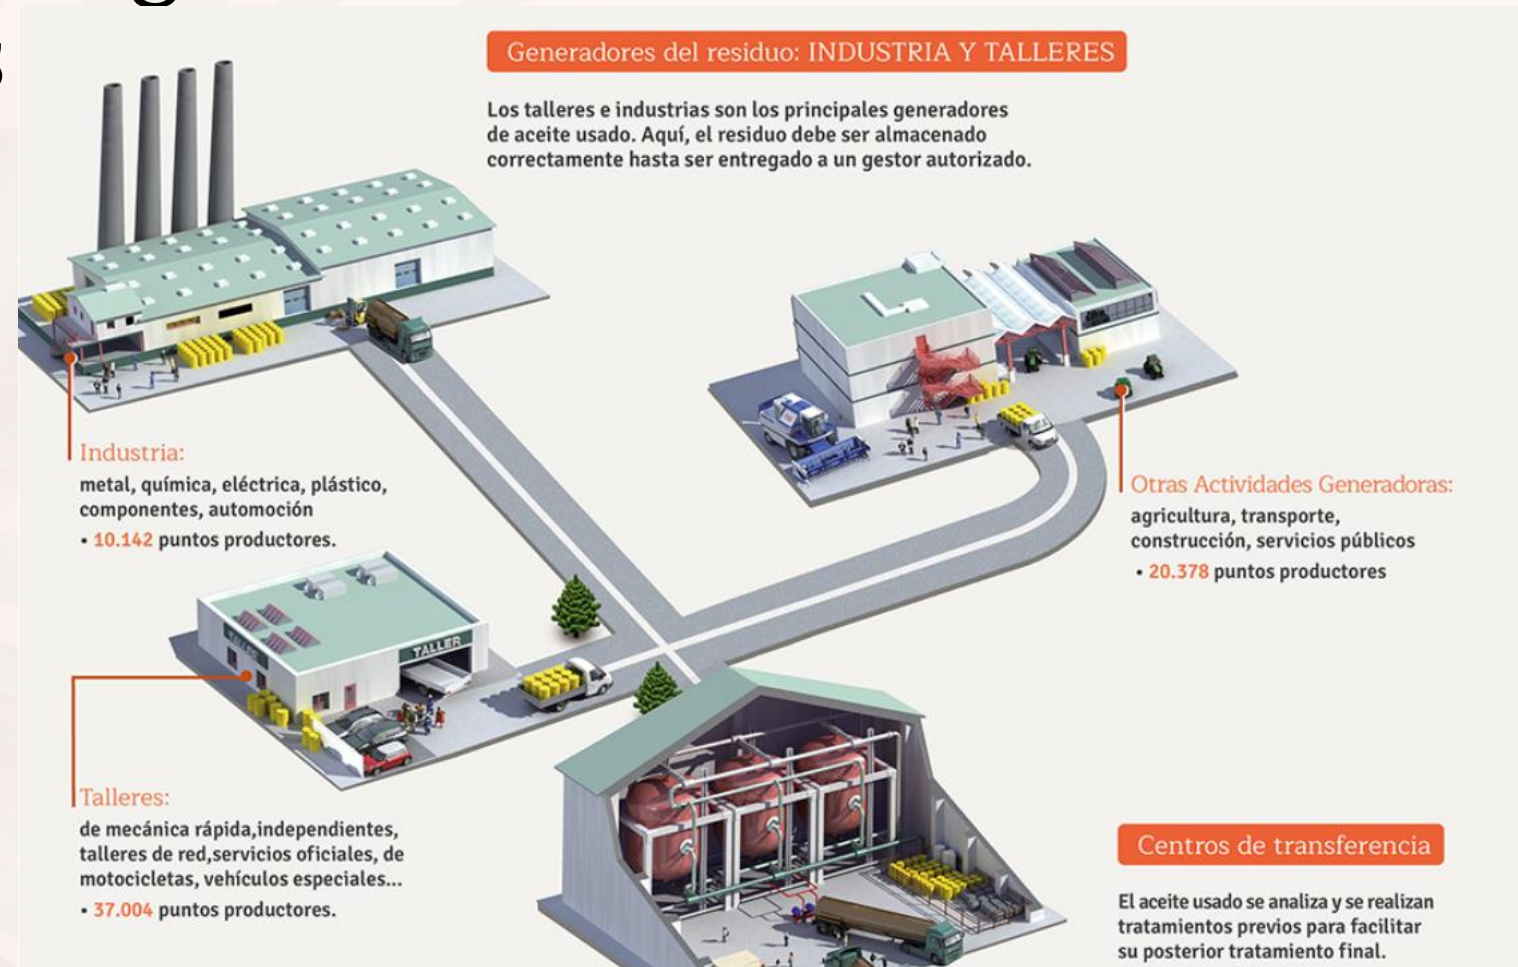 Generadores del residuo: INDUSTRIA Y TALLERES
Los talleres e industrias son los principales generadores
de aceite usado. Aquí, el residuo debe ser almacenado
correctamente hasta ser entregado a un gestor autorizado.
Industria:
metal, química, eléctrica, plástico,
componentes, automoción
• 10.142 puntos productores.
Otras Actividades Generadoras:
agricultura, transporte,
construcción, servicios públicos
• 20.378 puntos productores
TALLER
TALLER
Talleres:
de mecánica rápida,independientes,
talleres de red,servicios oficiales, de
motocicletas, vehículos especiales...
• 37.004 puntos productores.
Centros de transferencia
El aceite usado se analiza y se realizan
tratamientos previos para facilitar
su posterior tratamiento final.